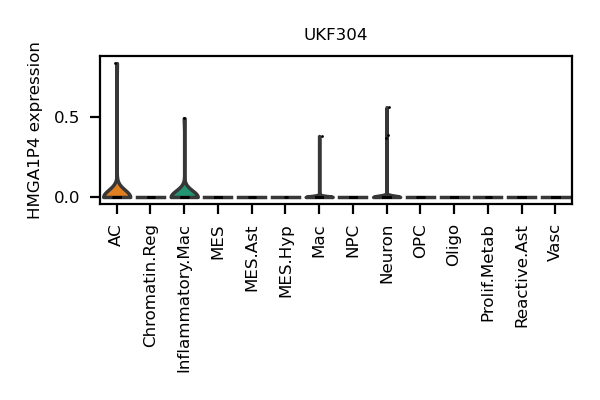 UKF304
HMGA1P4 expression
0.5
0.0
AC
Chromatin.Reg
Inflammatory.Mac
MES
MES.Ast
MES.Hyp
Mac
NPC
Neuron
OPC
Oligo
Prolif.Metab
Reactive.Ast
Vasc